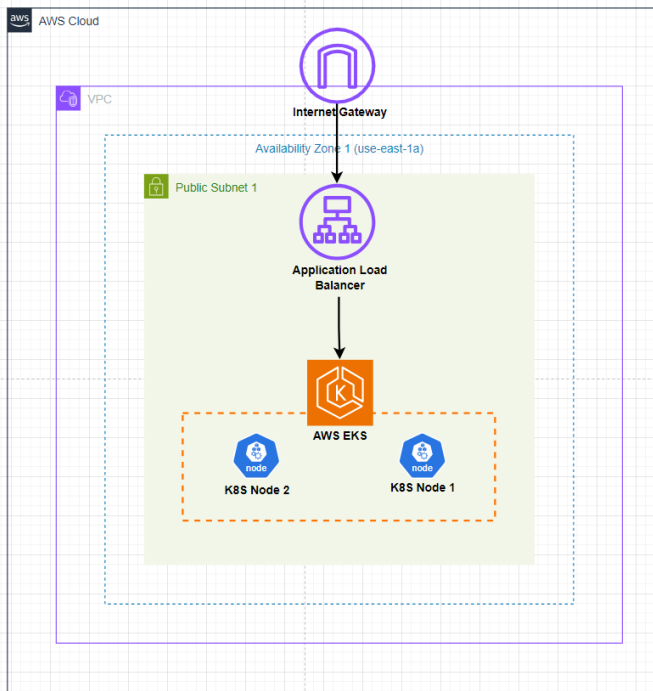 aws
AWS Cloud
Internet Gateway
VPC
Availability Zone 1 (use-east-1a)
Public Subnet 1
Application Load
Balancer
K
AWS EKS
node
node
K8S Node 2
K8S Node 1